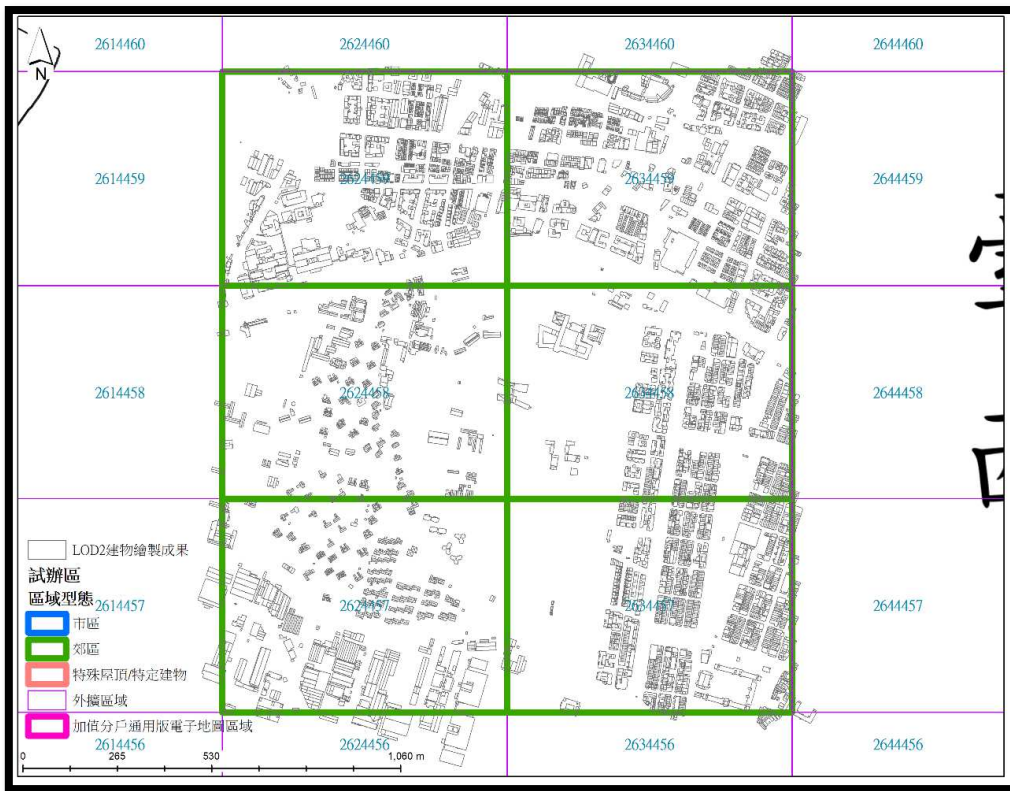 2614460 2624460 2634460 2644460
N
2614459 2624459 2634459 2644459
2614458 2624458 2634458 2644458
LOD2建物繪製成果
試辦區
區域型態
2614457 2624457 2634457 2644457
市區
郊區
特殊屋頂/特定建物
外擴區域
加值分戶通用版電子地圖區域
2614456 2624456 2634456 2644456
0 265 530 1,060 m